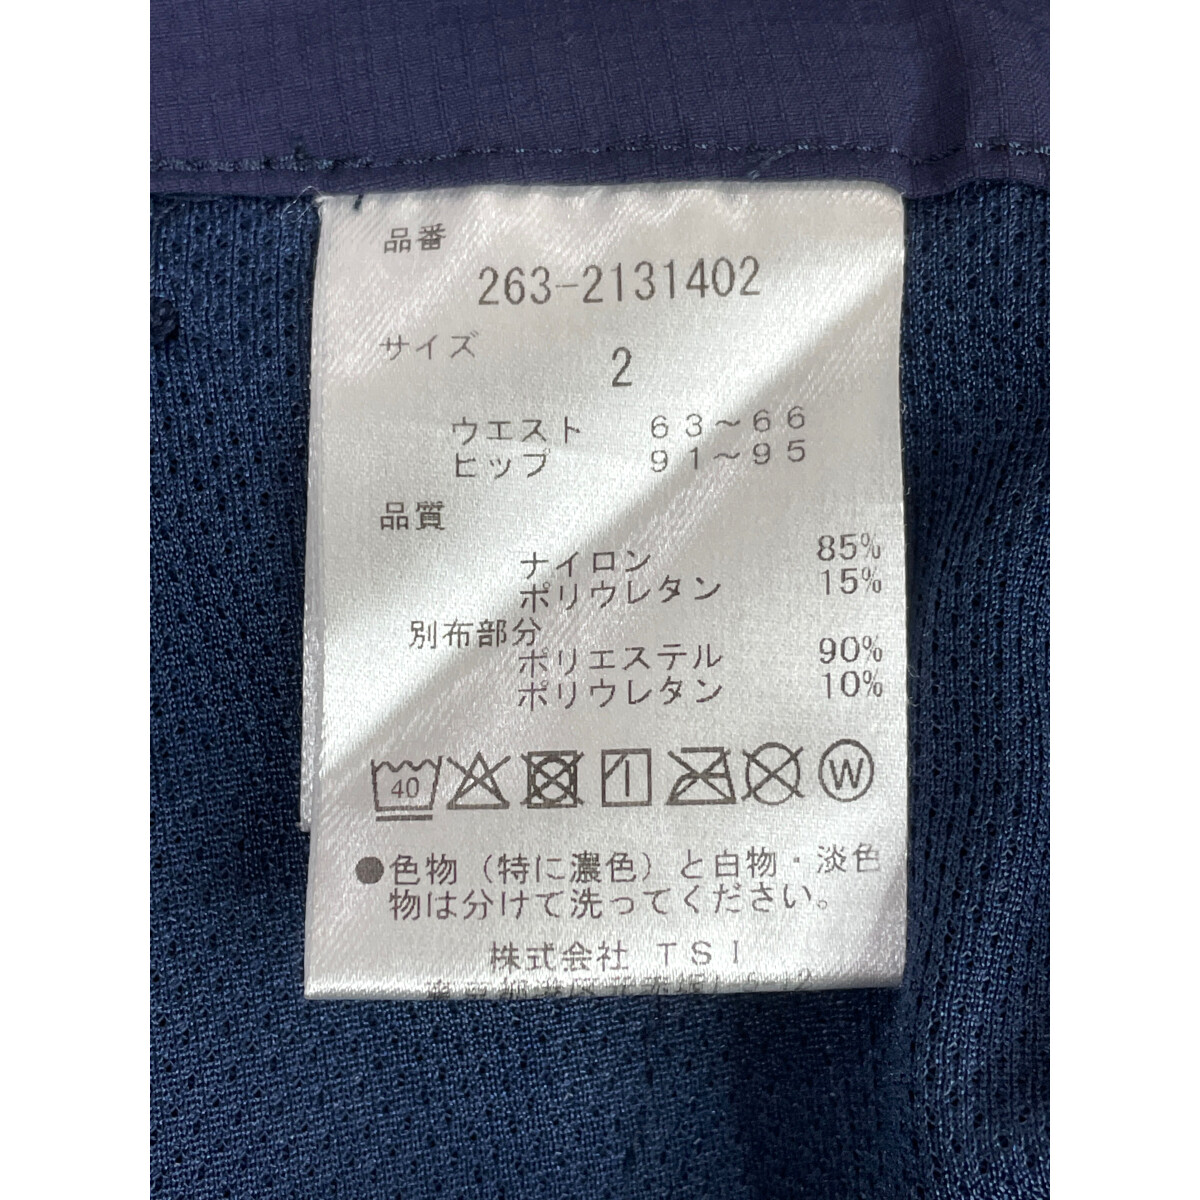 品番
263-2131402
サイズ
2
ウエスト 63～66
ヒップ 91～95
品質
ナイロン 85%
ポリウレタン 15%
別布部分
ポリエステル 90%
ポリウレタン 10%
40 W
●色物（特に濃色）と白物・淡色
物は分けて洗ってください。
株式会社 TSI